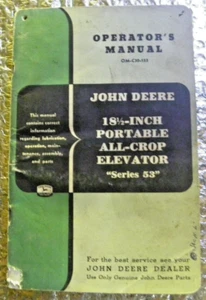 OPERATOR'S
MANUAL
JOHN DEERE
18½-INCH
PORTABLE
ALL-CROP
ELEVATOR
"Series 53"
This manual
contains correct
information
regarding lubrication,
operation, main-
tenance, assembly,
and parts
For the best service see your
JOHN DEERE DEALER
Use Only Genuine John Deere Parts